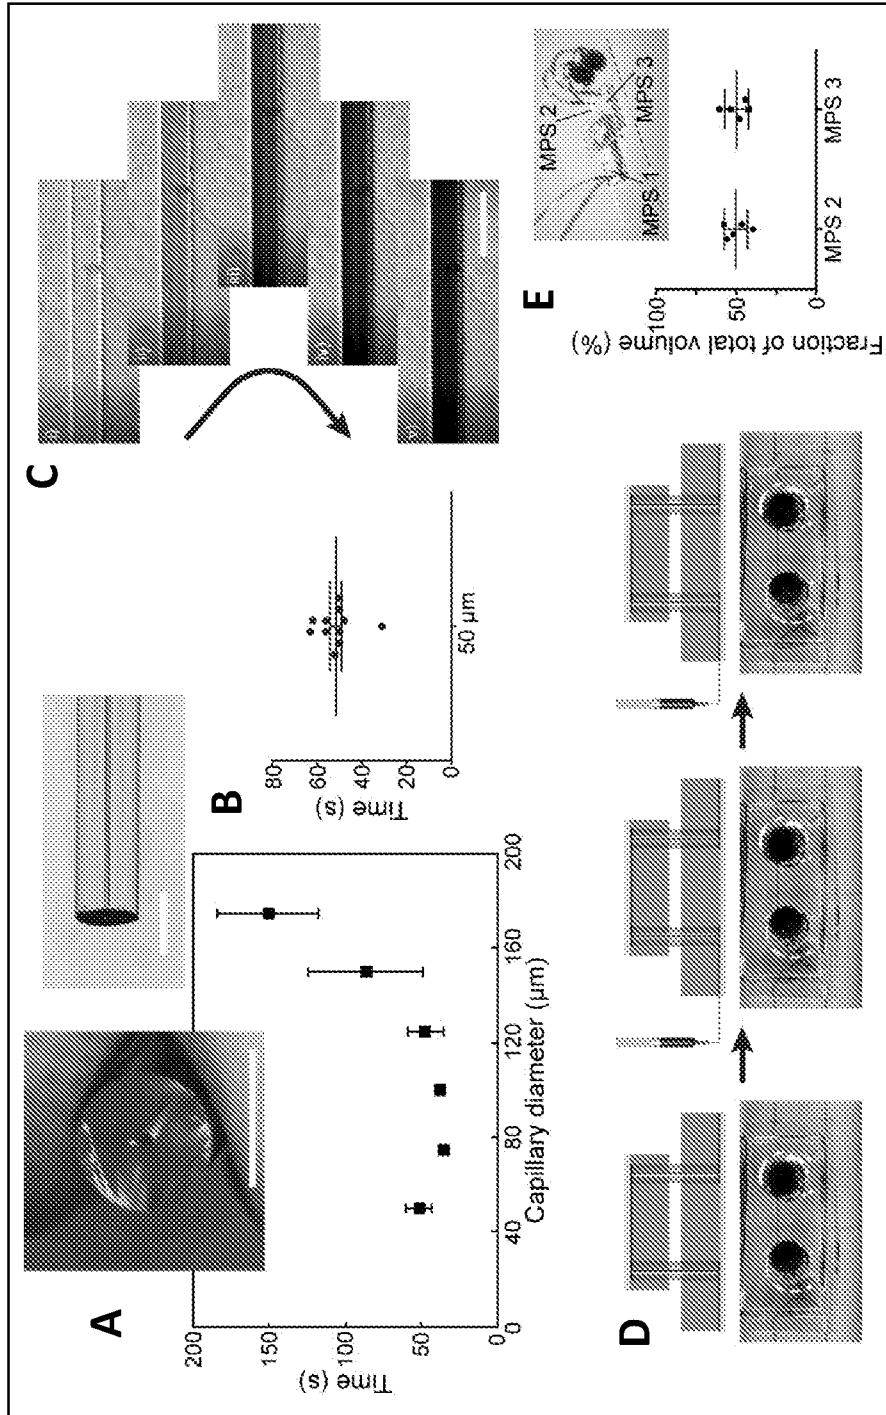 A
Time (s)
200
150
100
50
0
0
40
80
120
160
200
Capillary diameter (µm)
B
Time (s)
80
60
40
20
0
50 µm
C
D
E
MPS 1
MPS 2
MPS 3
Fraction of total volume (%)
100
50
0
MPS 2
MPS 3